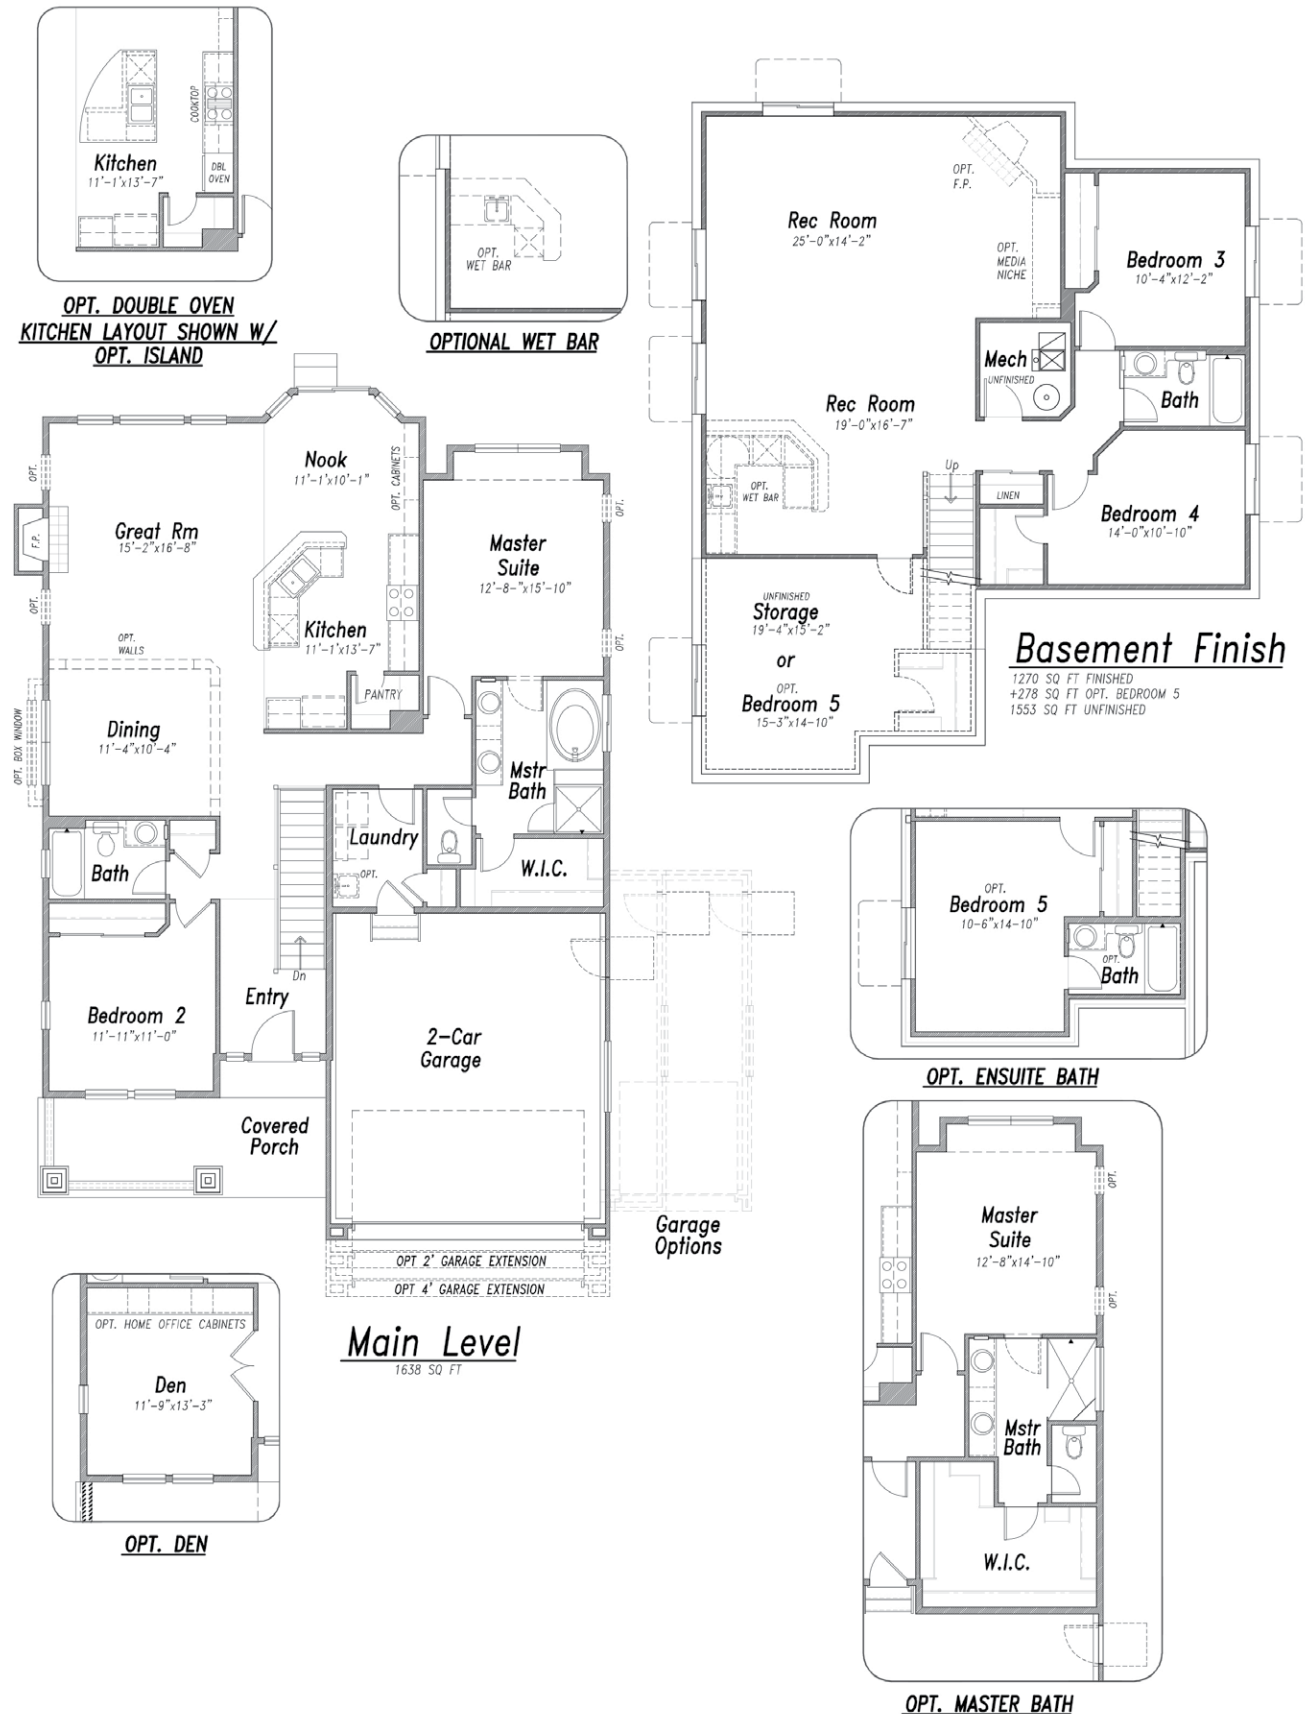 COOKTOP
Kitchen
11'-1"x13'-7"
DBL
OVEN
OPT. DOUBLE OVEN
KITCHEN LAYOUT SHOWN W/
OPT. ISLAND
OPT.
WET BAR
OPTIONAL WET BAR
Nook
11'-1"x10'-1"
OPT. CABINETS
OPT.
Great Rm
15'-2"x16'-8"
F.P.
OPT.
Master
Suite
12'-8-"x15'-10"
OPT.
OPT.
Kitchen
11'-1"x13'-7"
OPT.
WALLS
PANTRY
Dining
11'-4"x10'-4"
OPT. BOX WINDOW
Mstr
Bath
Laundry
OPT.
W.I.C.
Bath
Dn
Entry
Bedroom 2
11'-11"x11'-0"
2-Car
Garage
Covered
Porch
Garage
Options
OPT 2' GARAGE EXTENSION
OPT 4' GARAGE EXTENSION
Main Level
1638 SQ FT
OPT. HOME OFFICE CABINETS
Den
11'-9"x13'-3"
OPT. DEN
OPT.
F.P.
Rec Room
25'-0"x14'-2"
OPT.
MEDIA
NICHE
Bedroom 3
10'-4"x12'-2"
Mech
UNFINISHED
Bath
Rec Room
19'-0"x16'-7"
OPT.
WET BAR
Up
LINEN
Bedroom 4
14'-0"x10'-10"
UNFINISHED
Storage
19'-4"x15'-2"
or
OPT.
Bedroom 5
15-3"x14-10"
Basement Finish
1270 SQ FT FINISHED
+278 SQ FT OPT. BEDROOM 5
1553 SQ FT UNFINISHED
OPT.
Bedroom 5
10-6"x14-10"
OPT.
Bath
OPT. ENSUITE BATH
Master
Suite
12'-8"x14'-10"
OPT.
OPT.
Mstr
Bath
W.I.C.
OPT. MASTER BATH